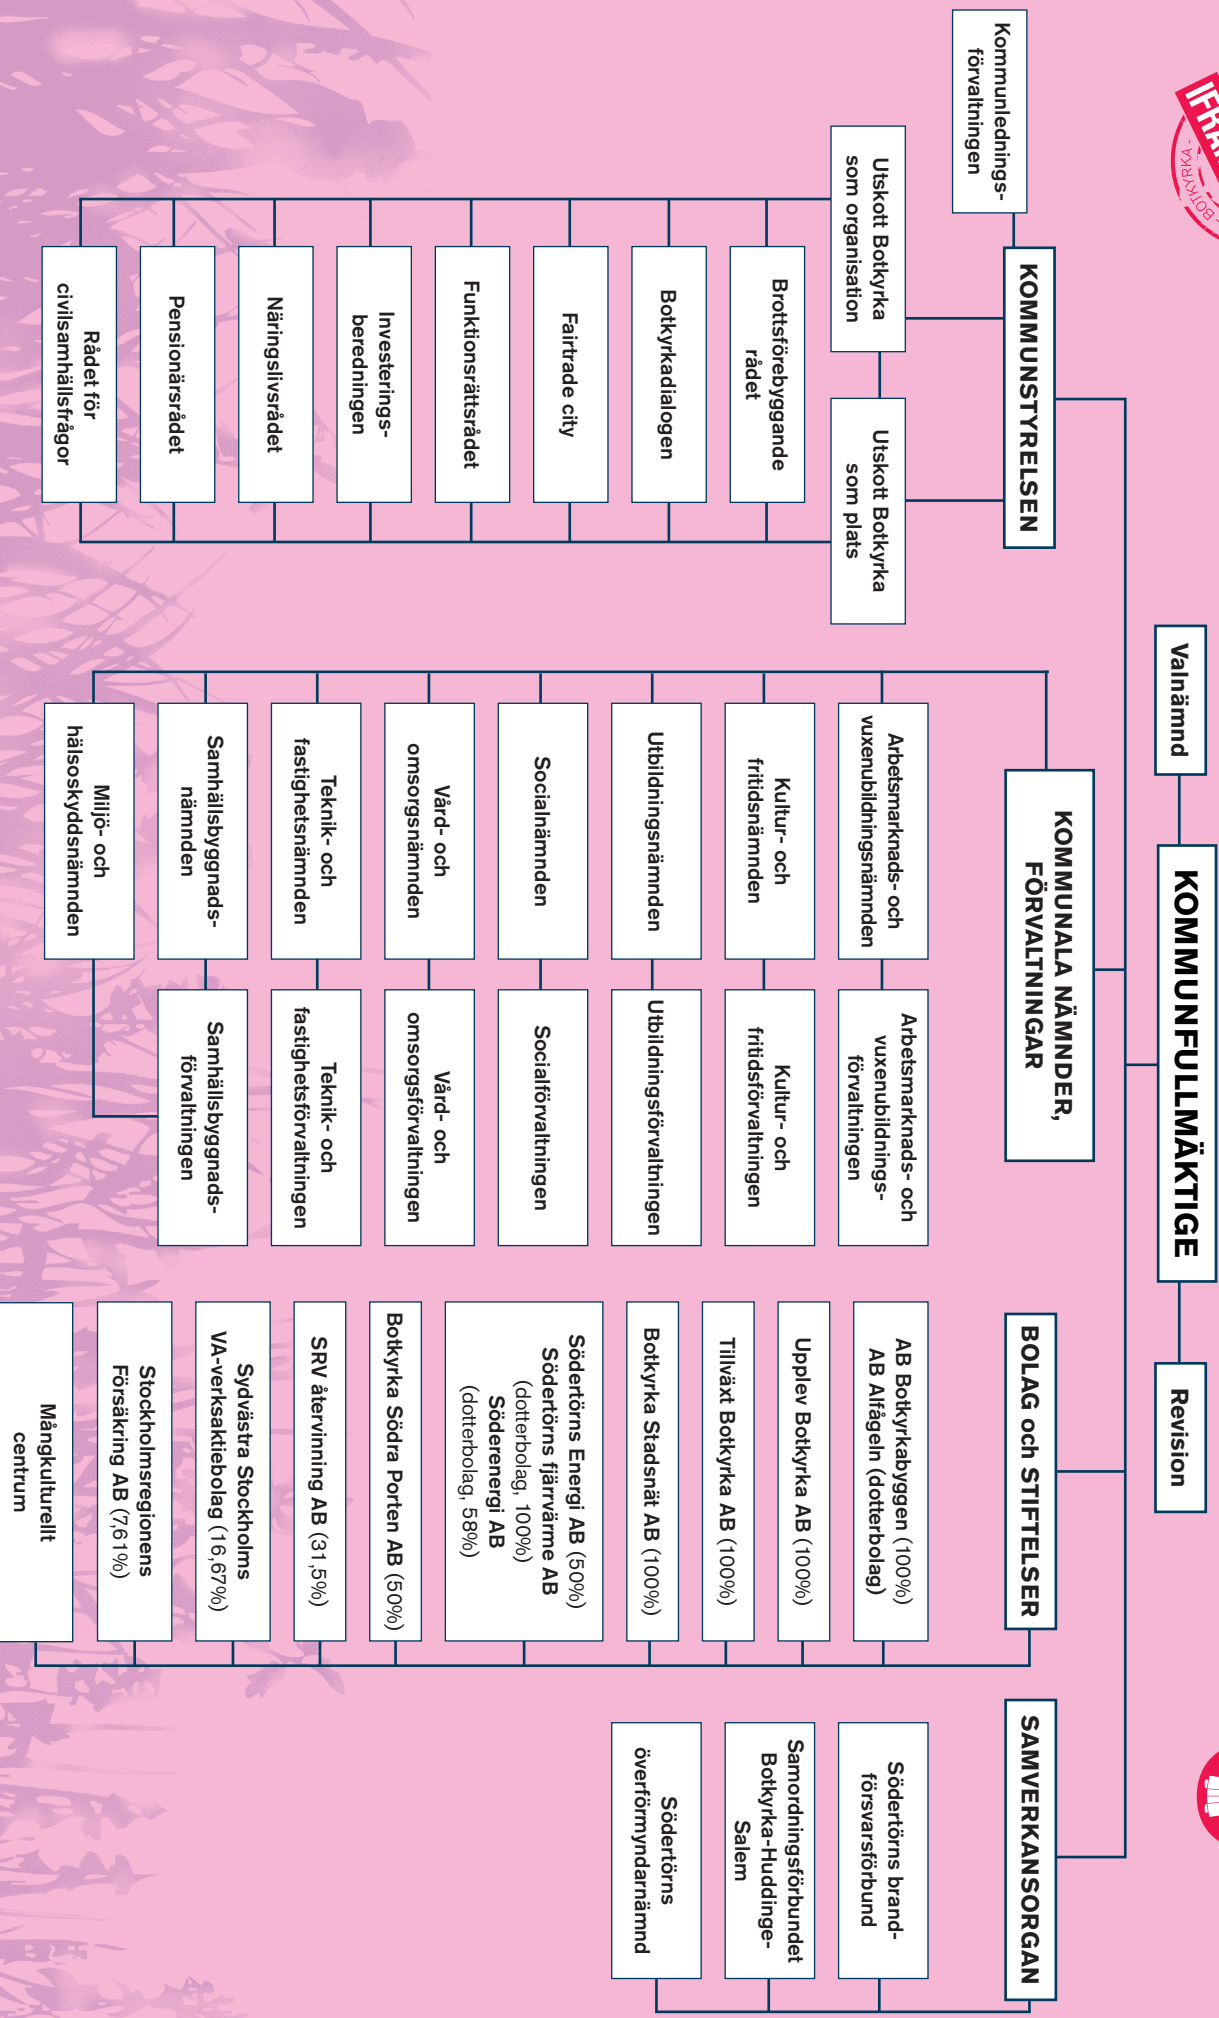 IFRÅ
- BOTKYRKA -
BOT
Valnämnd
KOMMUNFULLMÄKTIGE
Revision
KOMMUNSTYRELSEN
Kommunlednings-
förvaltningen
Utskott Botkyrka
som organisation
Utskott Botkyrka
som plats
Brottsförebyggande
rådet
Botkyrkadialogen
Fairtrade city
Funktionsrättsrådet
Investerings-
beredningen
Näringslivsrådet
Pensionärsrådet
Rådet för
civilsamhällsfrågor
KOMMUNALA NÄMNDER,
FÖRVALTNINGAR
Arbetsmarknads- och
vuxenubildningsnämnden
Arbetsmarknads- och
vuxenubildnings-
förvaltningen
Kultur- och
fritidsnämnden
Kultur- och
fritidsförvaltningen
Utbildningsnämnden
Utbildningsförvaltningen
Socialnämnden
Socialförvaltningen
Vård- och
omsorgsnämnden
Vård- och
omsorgsförvaltningen
Teknik- och
fastighetsnämnden
Teknik- och
fastighetsförvaltningen
Samhällsbyggnads-
nämnden
Samhällsbyggnads-
förvaltningen
Miljö- och
hälsoskyddsnämnden
BOLAG och STIFTELSER
AB Botkyrkabyggen (100%)
AB Alfågeln (dotterbolag)
Upplev Botkyrka AB (100%)
Tillväxt Botkyrka AB (100%)
Botkyrka Stadsnät AB (100%)
Södertörns Energi AB (50%)
Södertörns fjärrvärme AB
(dotterbolag, 100%)
Söderenergi AB
(dotterbolag, 58%)
Botkyrka Södra Porten AB (50%)
SRV återvinning AB (31,5%)
Sydvästra Stockholms
VA-verksaktiebolag (16,67%)
Stockholmsregionens
Försäkring AB (7,61%)
Mångkulturellt
centrum
SAMVERKANSORGAN
Södertörns brand-
försvarsförbund
Samordningsförbundet
Botkyrka-Huddinge-
Salem
Södertörns
överförmyndarnämnd